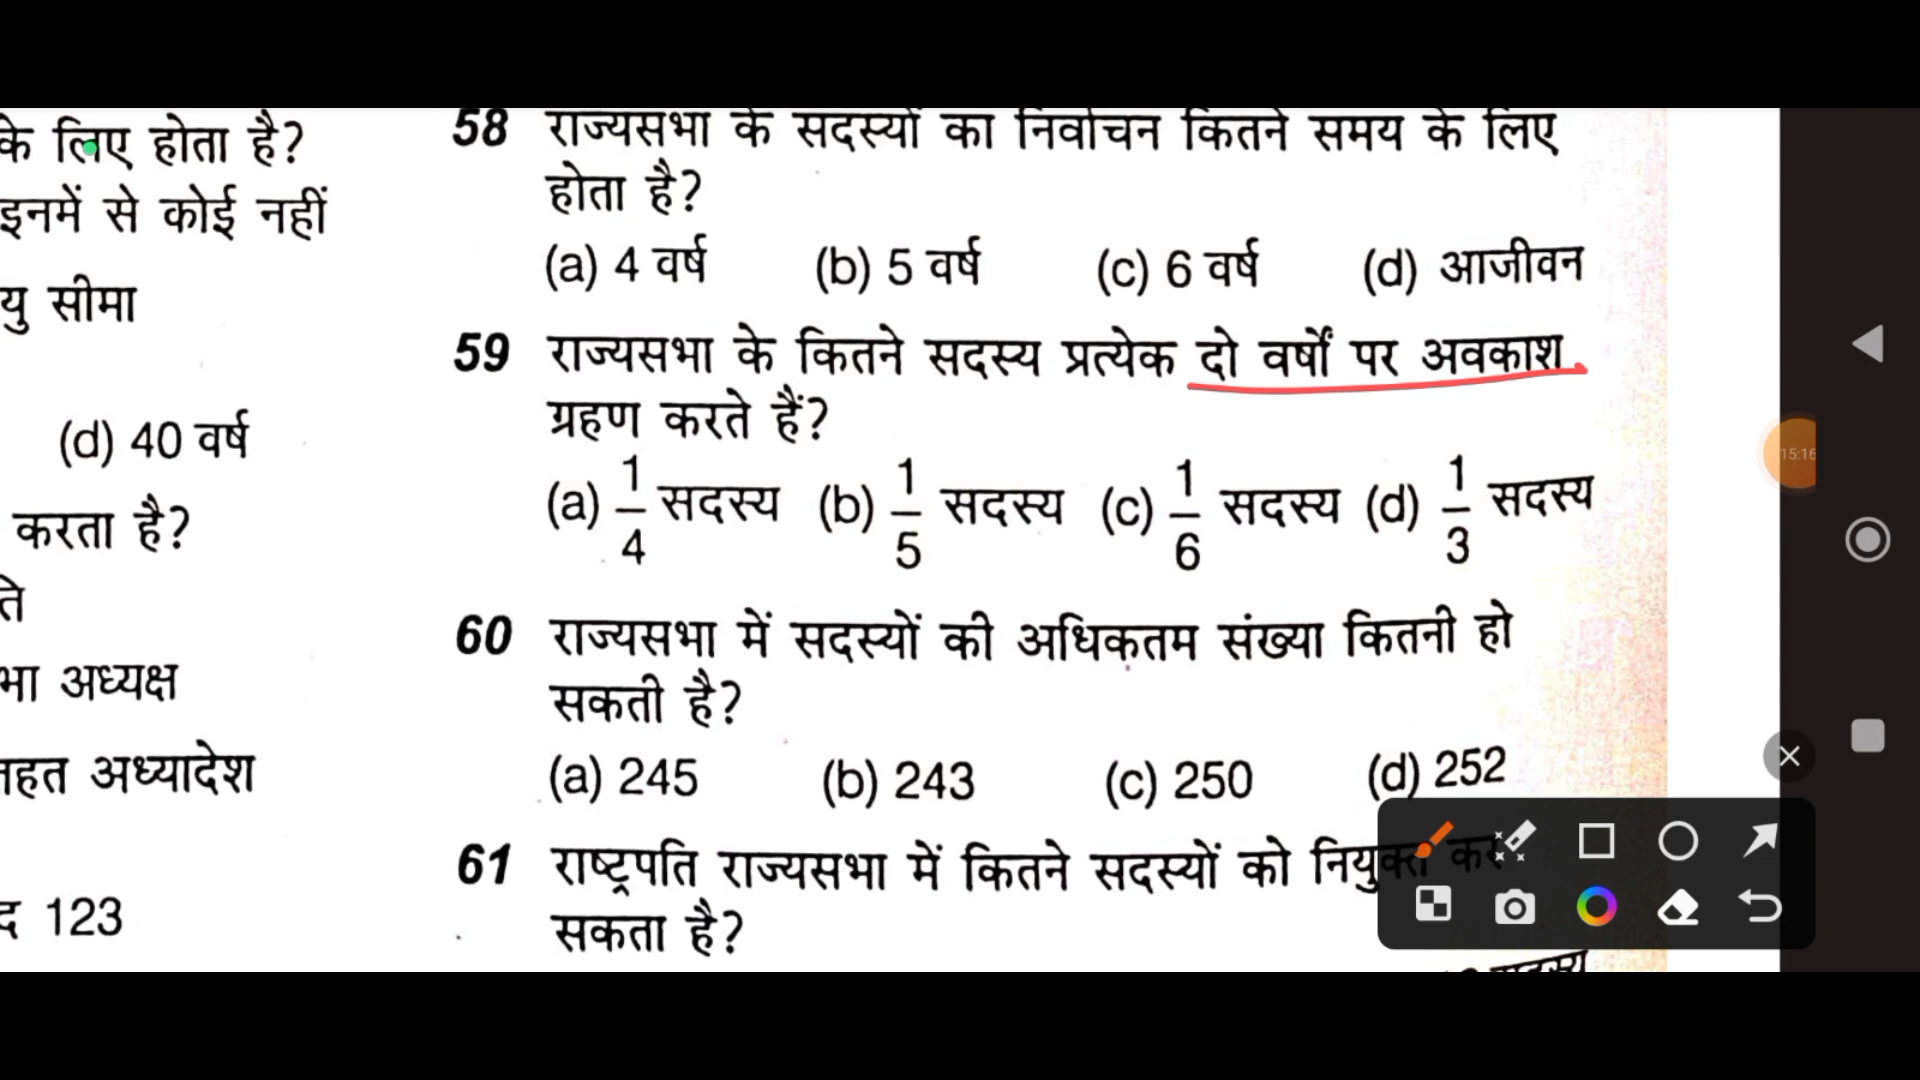 के लिए होता है?
इनमें से कोई नहीं
यु सीमा
(d) 40 वर्ष
करता है?
ति
भा अध्यक्ष
तहत अध्यादेश
द 123
58 राज्यसभा के सदस्यों का निर्वाचन कितने समय के लिए
होता है?
(a) 4 वर्ष (b) 5 वर्ष (c) 6 वर्ष (d) आजीवन
59 राज्यसभा के कितने सदस्य प्रत्येक दो वर्षों पर अवकाश
ग्रहण करते हैं?
(a) 1/4 सदस्य (b) 1/5 सदस्य (c) 1/6 सदस्य (d) 1/3 सदस्य
60 राज्यसभा में सदस्यों की अधिकतम संख्या कितनी हो
सकती है?
(a) 245 (b) 243 (c) 250 (d) 252
61 राष्ट्रपति राज्यसभा में कितने सदस्यों को नियुक्त कर
सकता है?
सदस्य
15:16